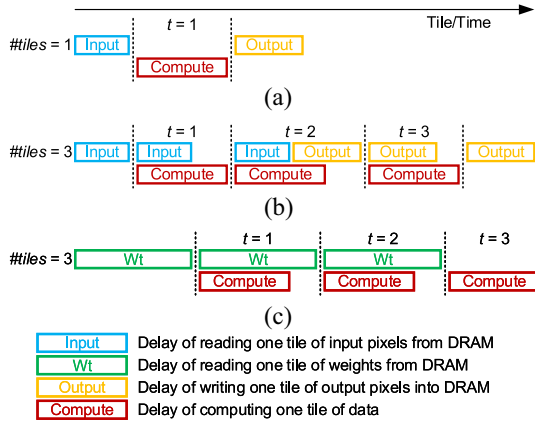 Tile/Time
t = 1
#tiles = 1 Input Output
Compute
(a)
t = 1 t = 2 t = 3
#tiles = 3 Input Input Input Output Output Output
Compute Compute Compute
(b)
t = 1 t = 2 t = 3
#tiles = 3 Wt Wt Wt
Compute Compute Compute
(c)
Input Delay of reading one tile of input pixels from DRAM
Wt Delay of reading one tile of weights from DRAM
Output Delay of writing one tile of output pixels into DRAM
Compute Delay of computing one tile of data